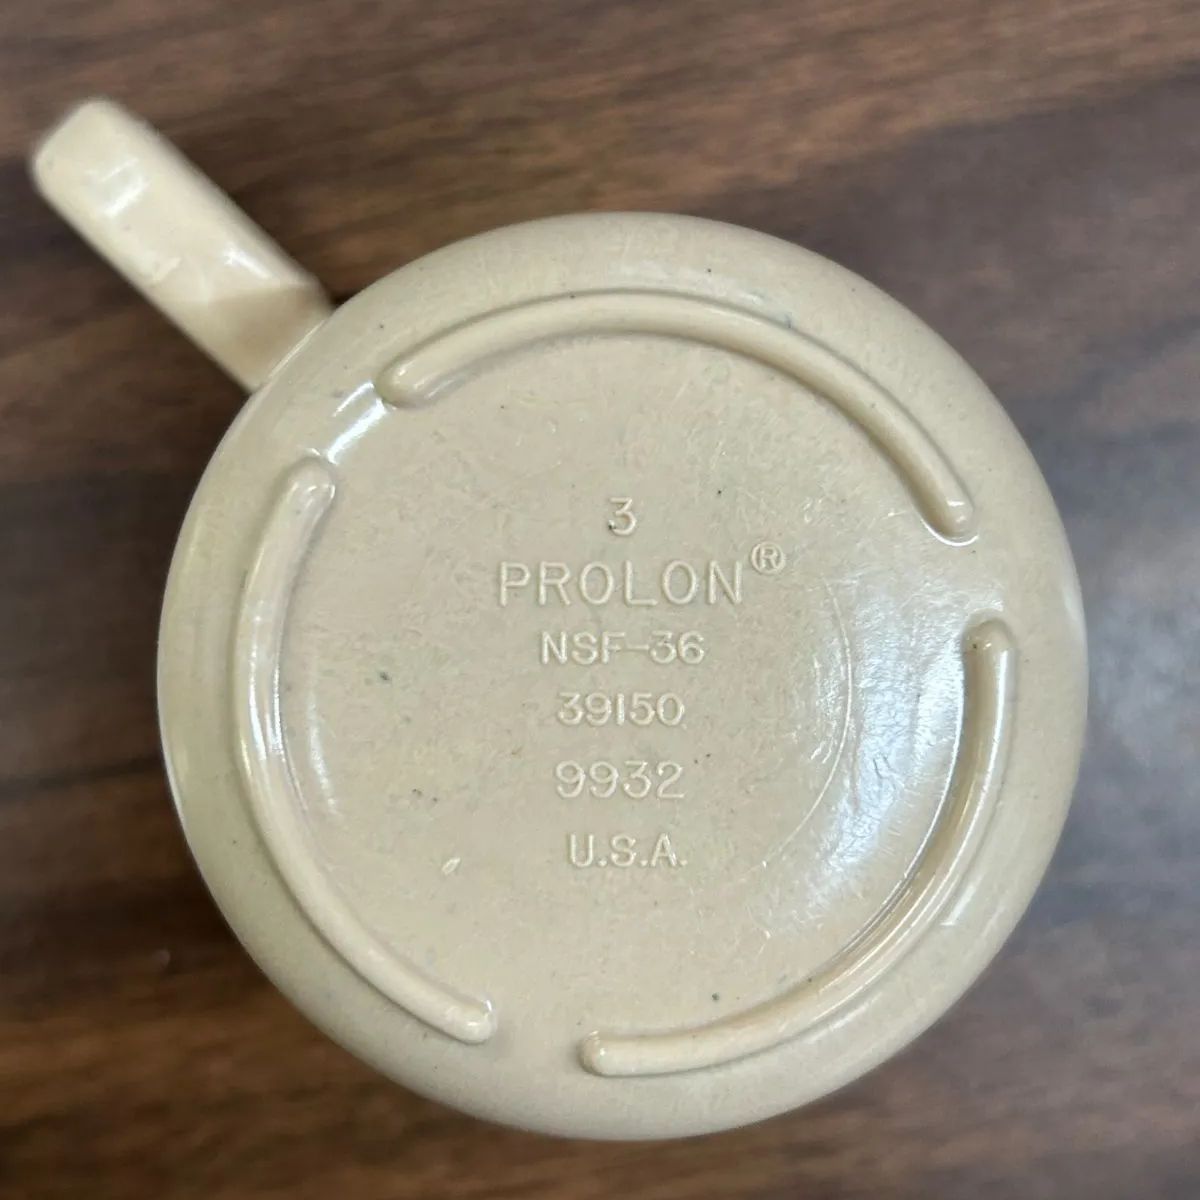 3
PROLON®
NSF-36
39150
9932
U.S.A.